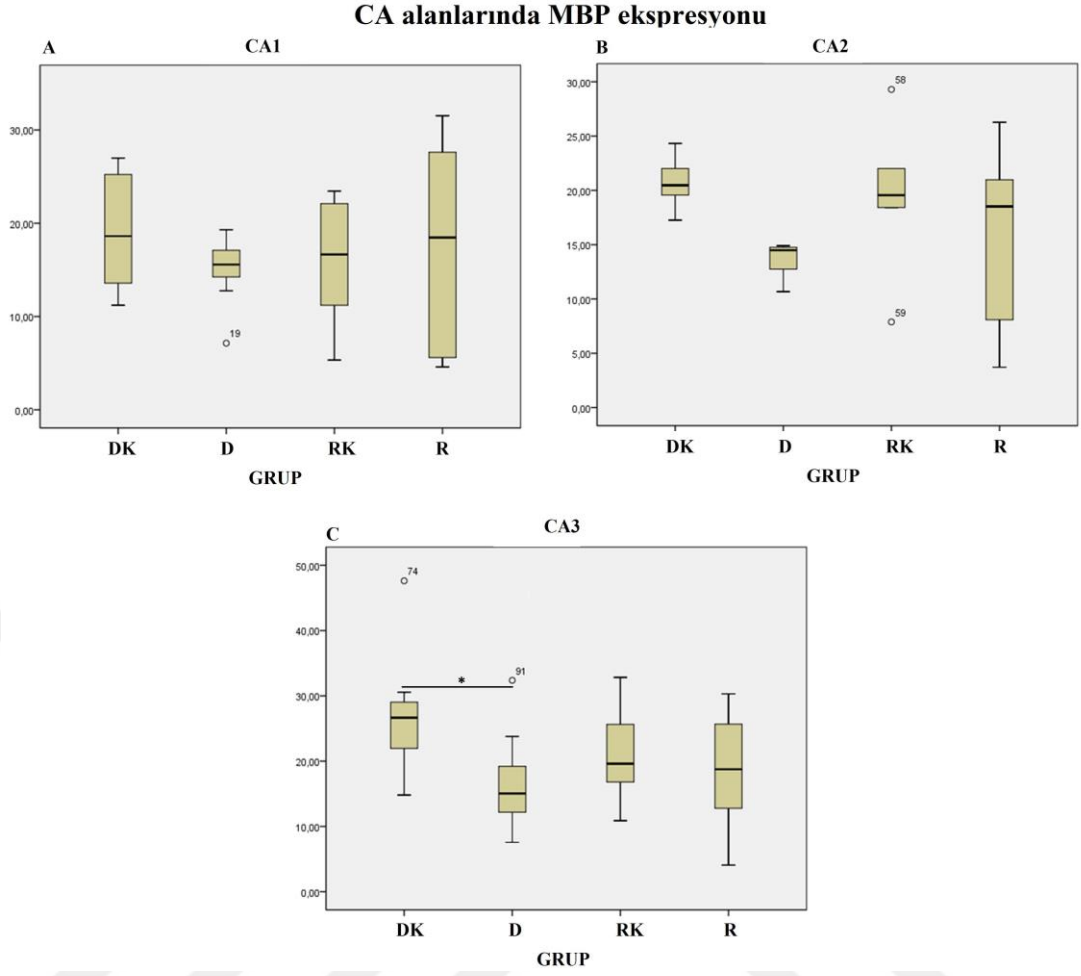 CA alanlarında MBP ekspresyonu
A CA1
30,00
20,00
10,00
0,00
19
DK D RK R
GRUP
B CA2
30,00
25,00
20,00
15,00
10,00
5,00
0,00
58
59
DK D RK R
GRUP
C CA3
50,00
40,00
30,00
20,00
10,00
0,00
74
*
91
DK D RK R
GRUP